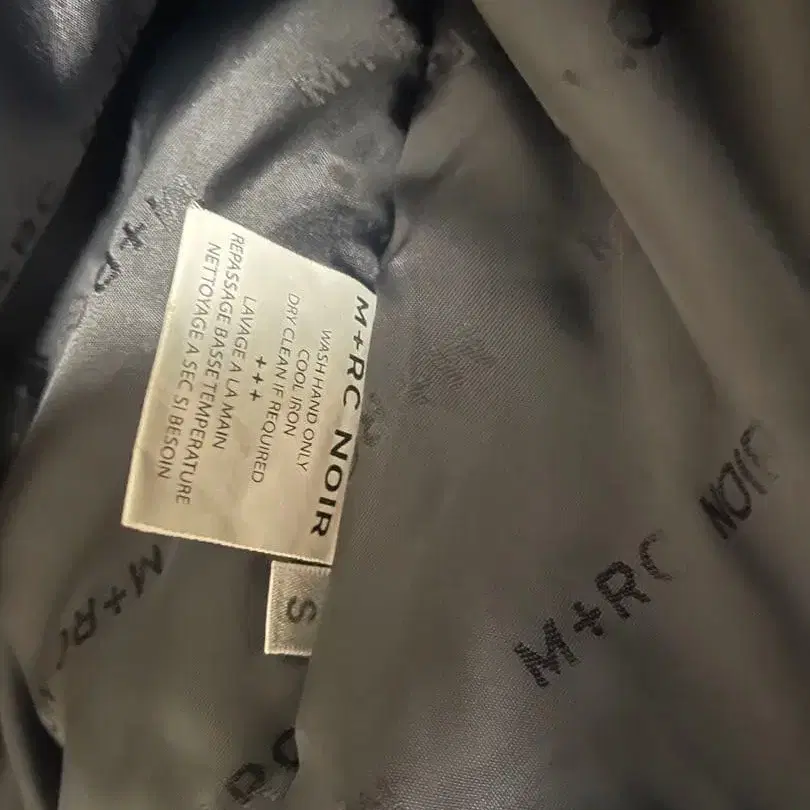 M+RC NOIR
WASH HAND ONLY
COOL IRON
DRY CLEAN IF REQUIRED
+++
LAVAGE A LA MAIN
REPASSAGE BASSE TEMPERATURE
NETTOYAGE A SEC SI BESOIN
S
M+RC NOIR
M+RC